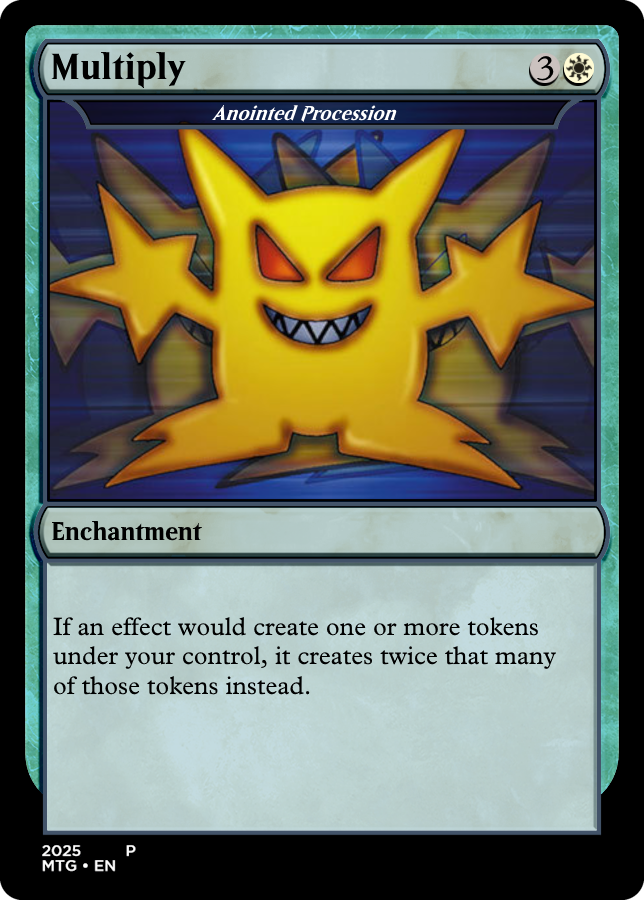 Multiply
3
Anointed Procession
Enchantment
If an effect would create one or more tokens
under your control, it creates twice that many
of those tokens instead.
2025 P
MTG • EN